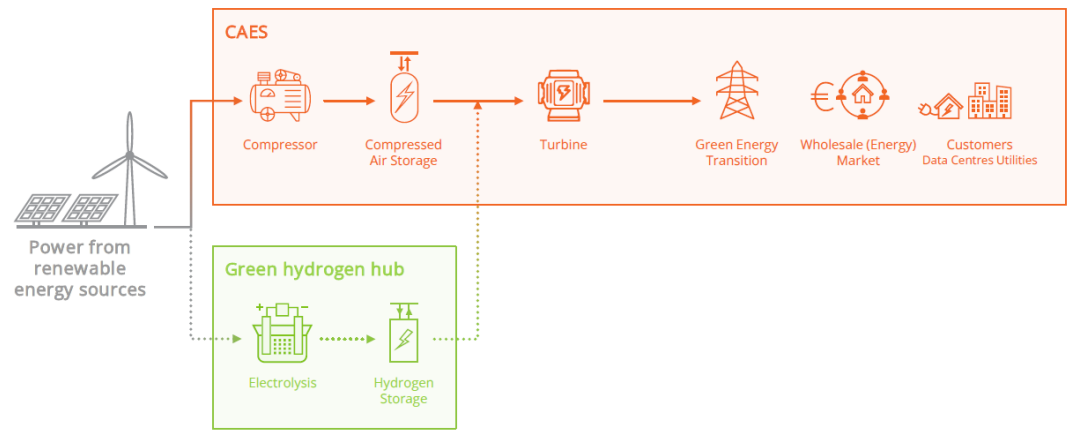 CAES
Compressor
Compressed
Air Storage
Turbine
Green Energy
Transition
Wholesale (Energy)
Market
Customers
Data Centres Utilities
Power from
renewable
energy sources
Green hydrogen hub
+ −
Electrolysis
Hydrogen
Storage